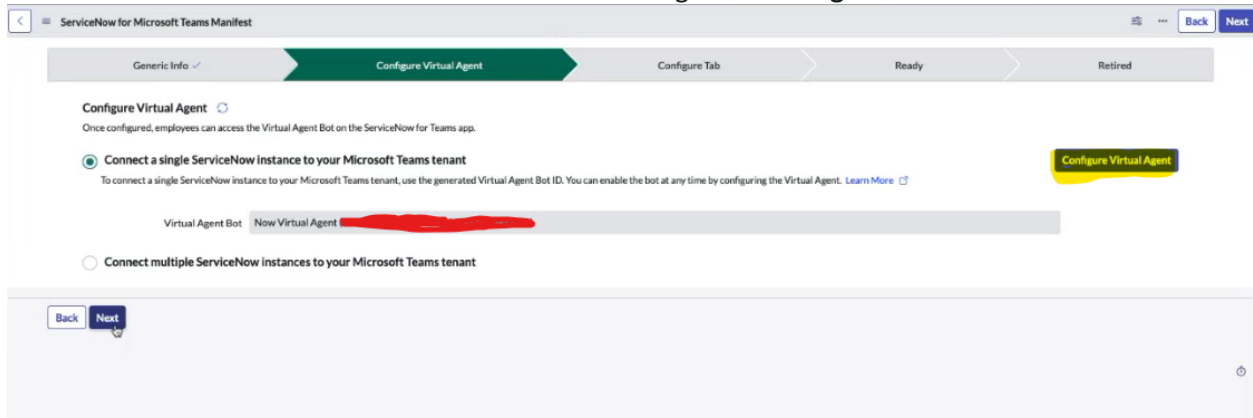 ServiceNow for Microsoft Teams Manifest
Back Next
Generic Info ✓ Configure Virtual Agent Configure Tab Ready Retired
Configure Virtual Agent
Once configured, employees can access the Virtual Agent Bot on the ServiceNow for Teams app.
Connect a single ServiceNow instance to your Microsoft Teams tenant
Configure Virtual Agent
To connect a single ServiceNow instance to your Microsoft Teams tenant, use the generated Virtual Agent Bot ID. You can enable the bot at any time by configuring the Virtual Agent. Learn More
Virtual Agent Bot Now Virtual Agent
Connect multiple ServiceNow instances to your Microsoft Teams tenant
Back Next